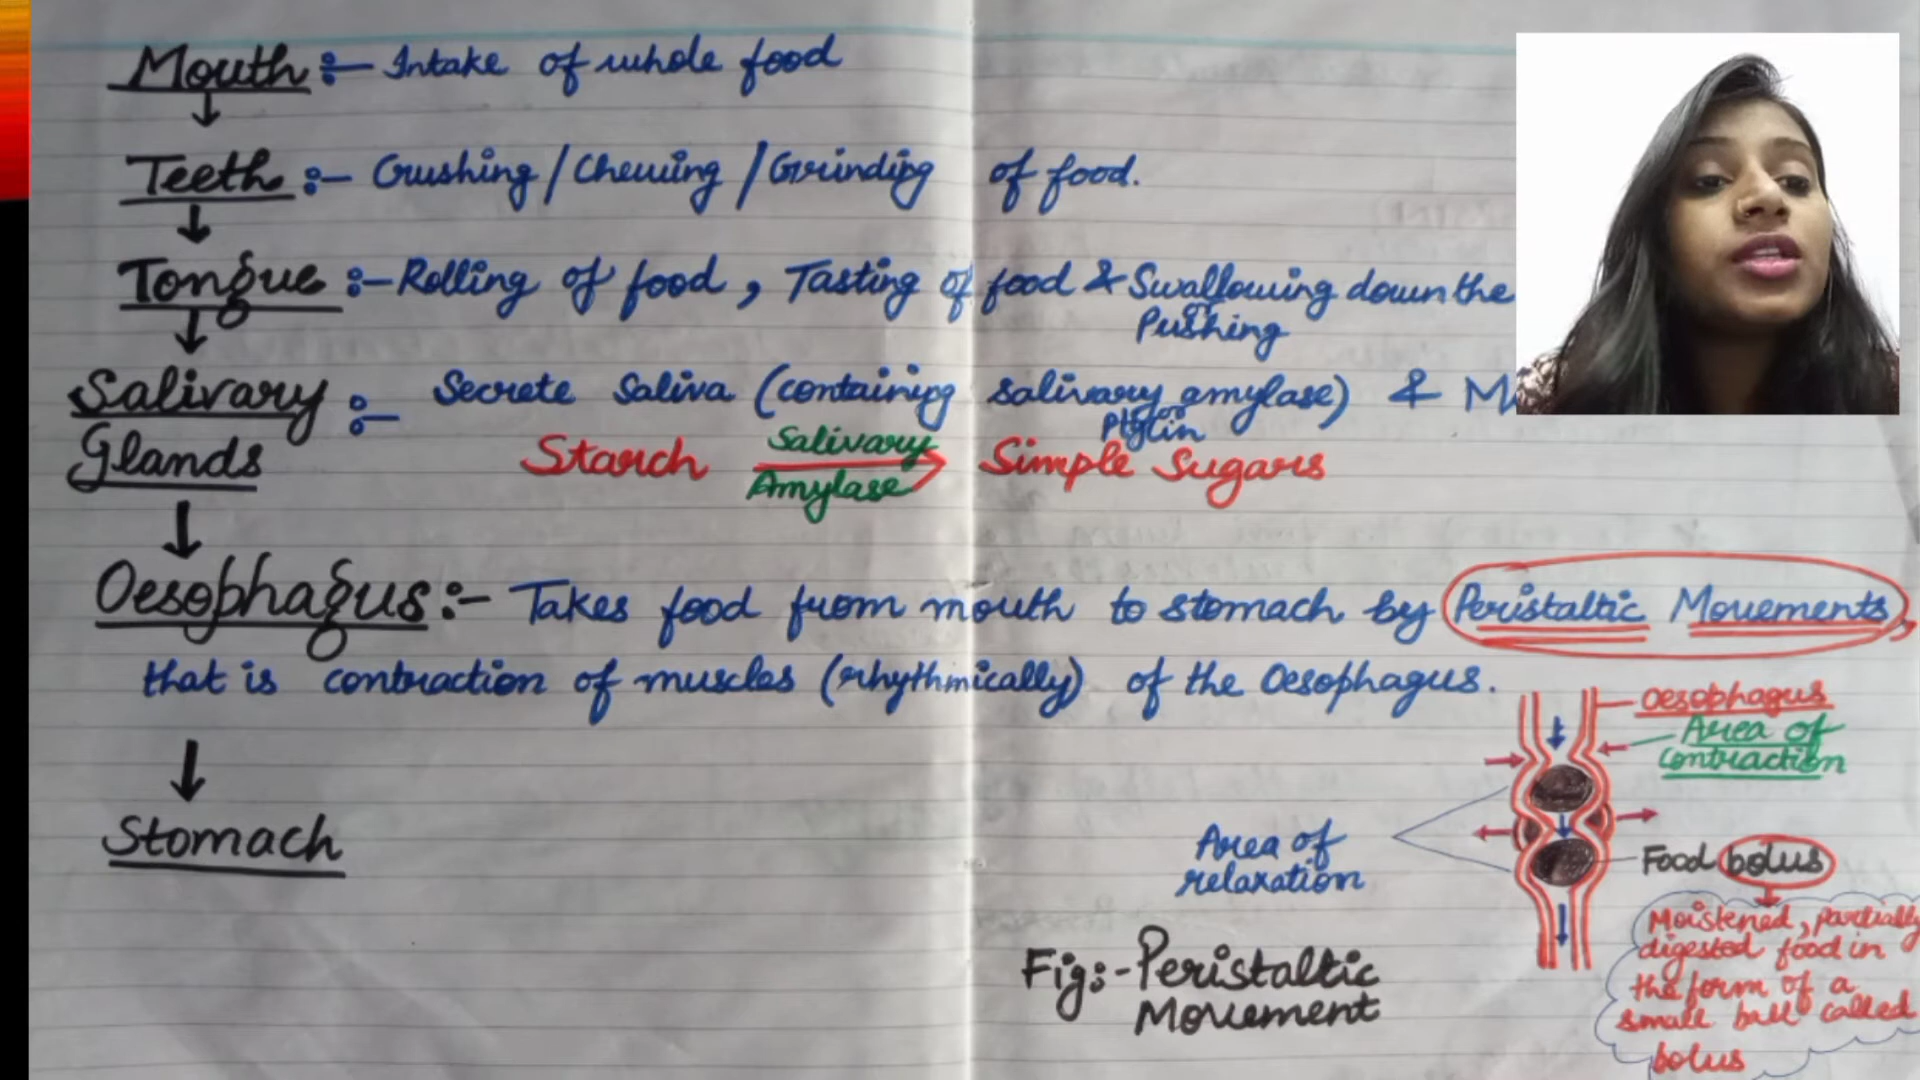 Mouth :- Intake of whole food
Teeth :- Crushing / Chewing / Grinding of food.
Tongue :- Rolling of food, Tasting of food & Swallowing down the
or
Pushing
Salivary :- Secrete Saliva (containing salivary amylase) &
Glands
or
Ptylin
Starch Salivary Amylase Simple Sugars
Oesophagus :- Takes food from mouth to stomach by Peristaltic Movements,
that is contraction of muscles (rhythmically) of the Oesophagus.
Stomach
Oesophagus
Area of
contraction
Area of
relaxation
Food bolus
Moistened, partially
digested food in
the form of a
small ball called
bolus
Fig:- Peristaltic
Movement